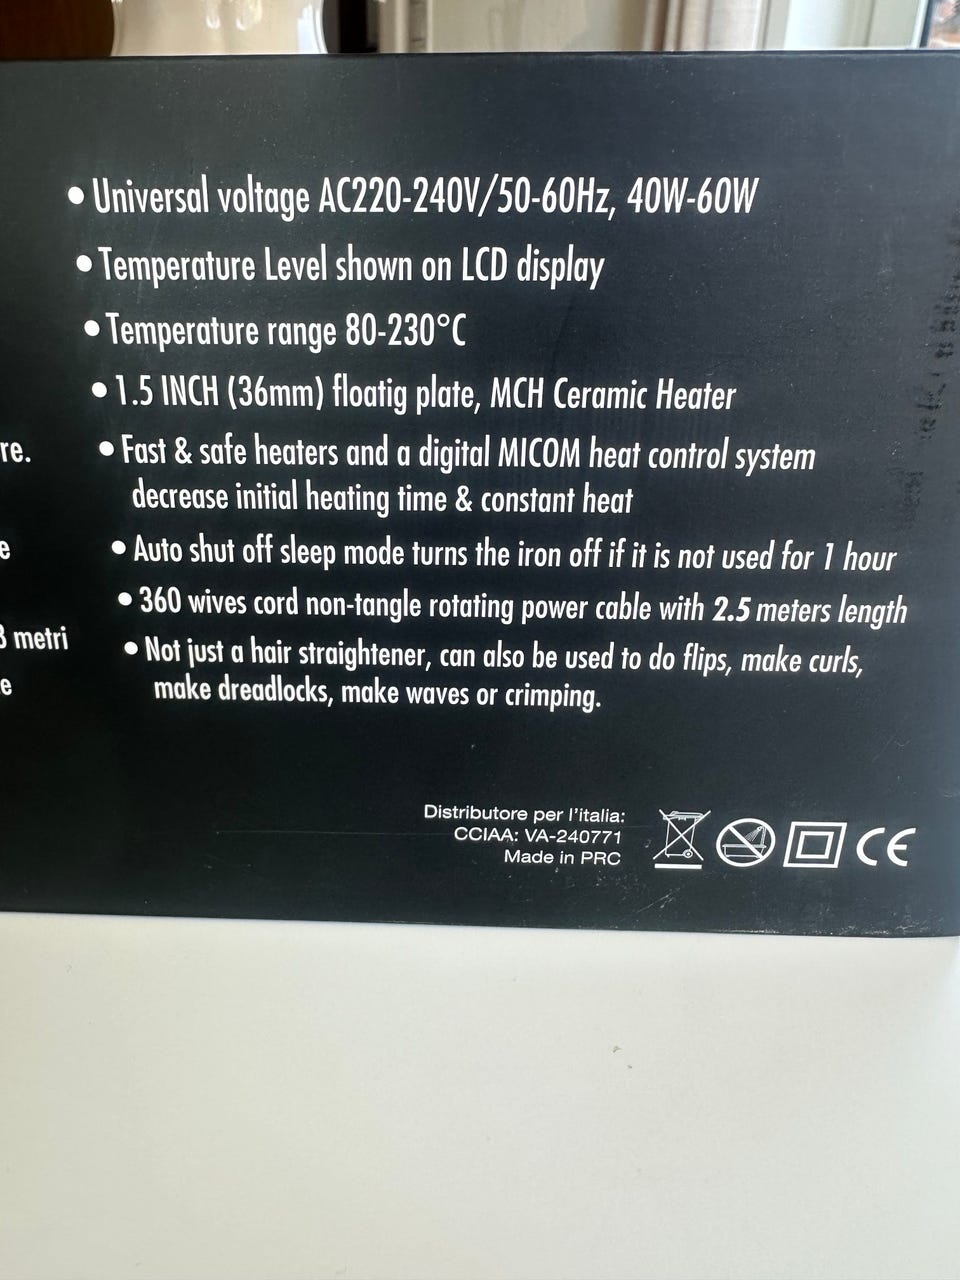 • Universal voltage AC220-240V/50-60Hz, 40W-60W
• Temperature Level shown on LCD display
• Temperature range 80-230°C
• 1.5 INCH (36mm) floatig plate, MCH Ceramic Heater
• Fast & safe heaters and a digital MICOM heat control system
decrease initial heating time & constant heat
• Auto shut off sleep mode turns the iron off if it is not used for 1 hour
• 360 wives cord non-tangle rotating power cable with 2.5 meters length
• Not just a hair straightener, can also be used to do flips, make curls,
make dreadlocks, make waves or crimping.
re.
e
metri
e
Distributore per l'italia:
CCIAA: VA-240771
Made in PRC
CE